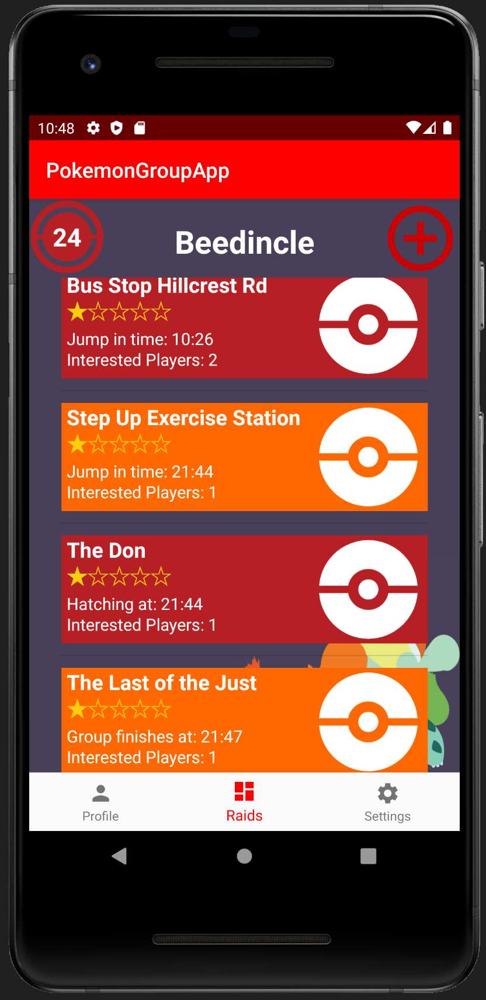 10:48
PokemonGroupApp
24
Beedincle
Bus Stop Hillcrest Rd
★☆☆☆☆
Jump in time: 10:26
Interested Players: 2
Step Up Exercise Station
★☆☆☆☆
Jump in time: 21:44
Interested Players: 1
The Don
★☆☆☆☆
Hatching at: 21:44
Interested Players: 1
The Last of the Just
★☆☆☆☆
Group finishes at: 21:47
Interested Players: 1
Profile
Raids
Settings